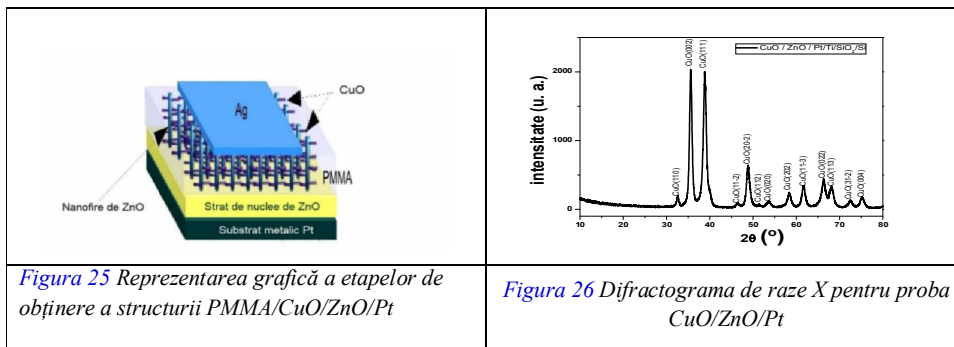 CuO
Ag
PMMA
Nanofire de ZnO
Strat de nuclee de ZnO
Substrat metalic Pt
Figura 25 Reprezentarea grafică a etapelor de
obținere a structurii PMMA/CuO/ZnO/Pt
CuO / ZnO / Pt/Ti/SiO2/Si
intensitate (u. a.)
2000
1000
0
CuO(110)
CuO(002)
CuO(111)
CuO(11-2)
CuO(20-2)
CuO(112)
CuO(020)
CuO(202)
CuO(11-3)
CuO(022)
CuO(113)
CuO(31-2)
CuO(004)
10 20 30 40 50 60 70 80
2θ (°)
Figura 26 Difractograma de raze X pentru proba
CuO/ZnO/Pt